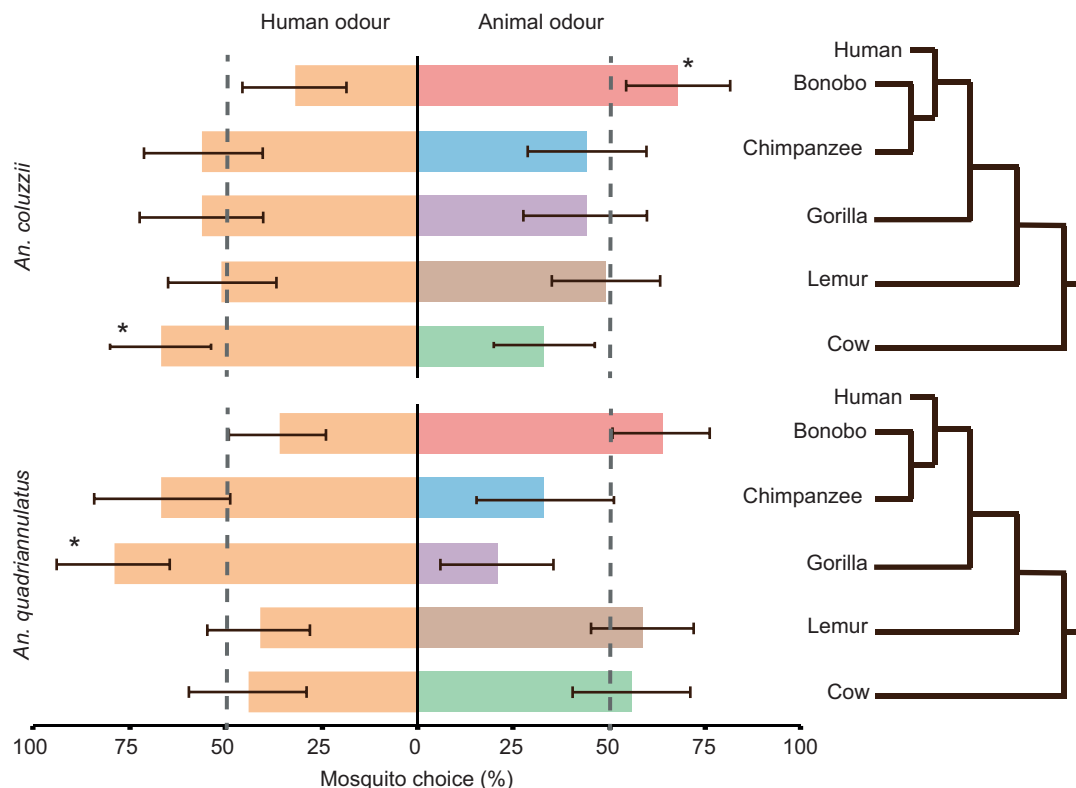 Human odour Animal odour
An. coluzzii
*
*
Human
Bonobo
Chimpanzee
Gorilla
Lemur
Cow
An. quadriannulatus
*
Human
Bonobo
Chimpanzee
Gorilla
Lemur
Cow
100 75 50 25 0 25 50 75 100
Mosquito choice (%)